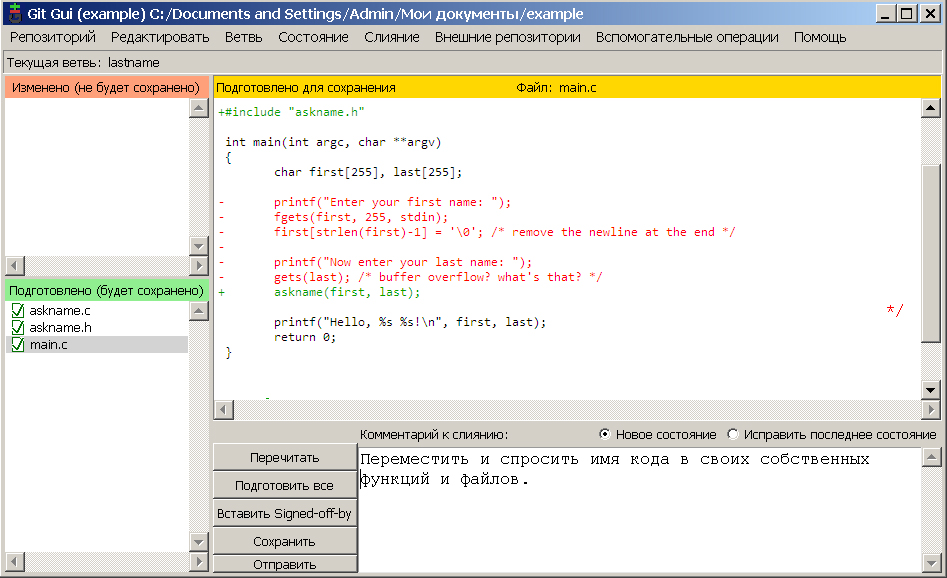 Git Gui (example) C:/Documents and Settings/Admin/Мои документы/example
Репозиторий Редактировать Ветвь Состояние Слияние Внешние репозитории Вспомогательные операции Помощь
Текущая ветвь: lastname
Изменено (не будет сохранено)
Подготовлено (будет сохранено)
askname.c
askname.h
main.c
Подготовлено для сохранения Файл: main.c
+#include "askname.h"
int main(int argc, char **argv)
{
char first[255], last[255];
- printf("Enter your first name: ");
- fgets(first, 255, stdin);
- first[strlen(first)-1] = '\0'; /* remove the newline at the end */
-
- printf("Now enter your last name: ");
- gets(last); /* buffer overflow? what's that? */
+ askname(first, last);
*/
printf("Hello, %s %s!\n", first, last);
return 0;
}
Комментарий к слиянию: Новое состояние Исправить последнее состояние
Перечитать
Подготовить все
Вставить Signed-off-by
Сохранить
Отправить
Переместить и спросить имя кода в своих собственных
функций и файлов.